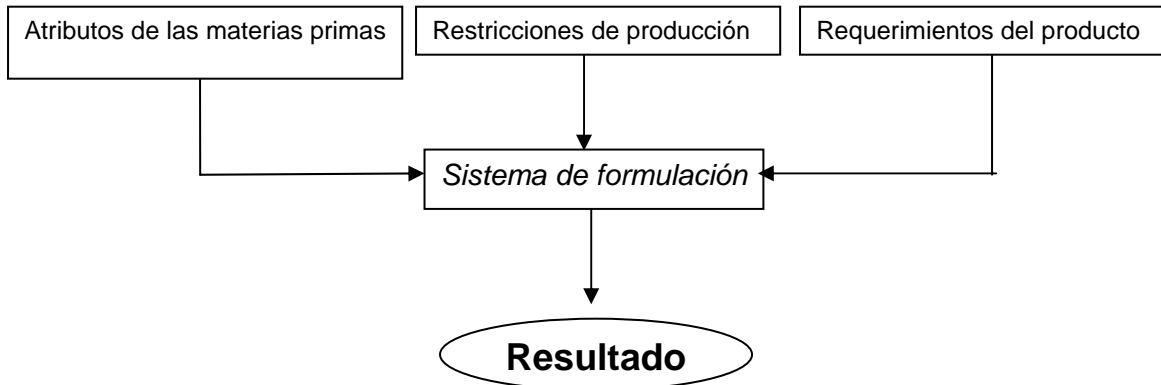 Atributos de las materias primas
Restricciones de producción
Requerimientos del producto
Sistema de formulación
Resultado